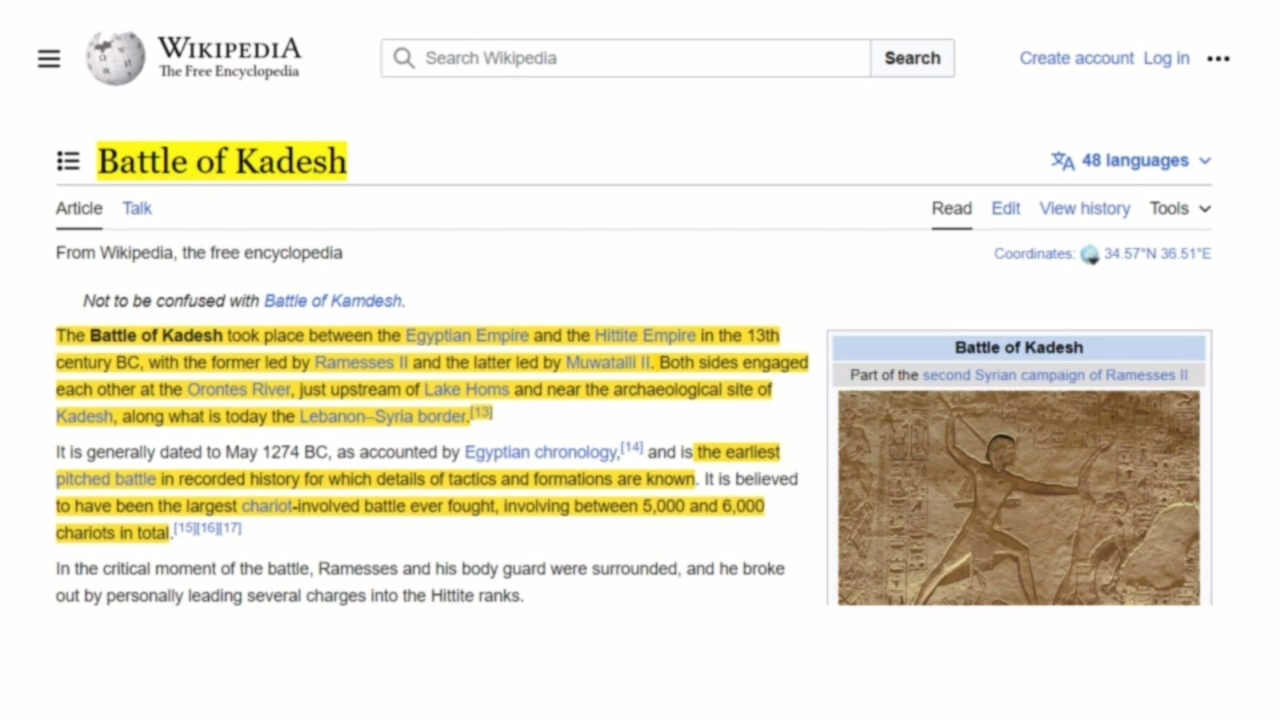 WIKIPEDIA
The Free Encyclopedia
Search Wikipedia
Search
Create account Log in
Battle of Kadesh
48 languages
Article Talk
Read Edit View history Tools
From Wikipedia, the free encyclopedia
Coordinates: 34.57°N 36.51°E
Not to be confused with Battle of Kamdesh.
The Battle of Kadesh took place between the Egyptian Empire and the Hittite Empire in the 13th
century BC, with the former led by Ramesses II and the latter led by Muwatalli II. Both sides engaged
each other at the Orontes River, just upstream of Lake Homs and near the archaeological site of
Kadesh, along what is today the Lebanon–Syria border.[13]
It is generally dated to May 1274 BC, as accounted by Egyptian chronology,[14] and is the earliest
pitched battle in recorded history for which details of tactics and formations are known. It is believed
to have been the largest chariot-involved battle ever fought, involving between 5,000 and 6,000
chariots in total.[15][16][17]
In the critical moment of the battle, Ramesses and his body guard were surrounded, and he broke
out by personally leading several charges into the Hittite ranks.
Battle of Kadesh
Part of the second Syrian campaign of Ramesses II